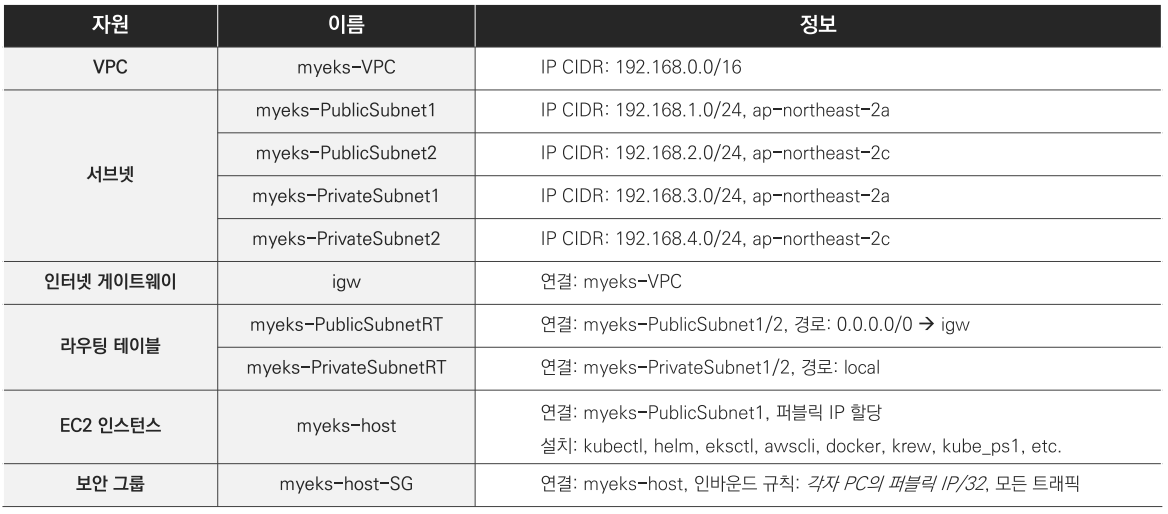 자원 이름 정보
VPC myeks-VPC IP CIDR: 192.168.0.0/16
서브넷 myeks-PublicSubnet1 IP CIDR: 192.168.1.0/24, ap-northeast-2a
myeks-PublicSubnet2 IP CIDR: 192.168.2.0/24, ap-northeast-2c
myeks-PrivateSubnet1 IP CIDR: 192.168.3.0/24, ap-northeast-2a
myeks-PrivateSubnet2 IP CIDR: 192.168.4.0/24, ap-northeast-2c
인터넷 게이트웨이 igw 연결: myeks-VPC
라우팅 테이블 myeks-PublicSubnetRT 연결: myeks-PublicSubnet1/2, 경로: 0.0.0.0/0 → igw
myeks-PrivateSubnetRT 연결: myeks-PrivateSubnet1/2, 경로: local
EC2 인스턴스 myeks-host 연결: myeks-PublicSubnet1, 퍼블릭 IP 할당
설치: kubectl, helm, eksctl, awscli, docker, krew, kube_ps1, etc.
보안 그룹 myeks-host-SG 연결: myeks-host, 인바운드 규칙: 각자 PC의 퍼블릭 IP/32, 모든 트래픽